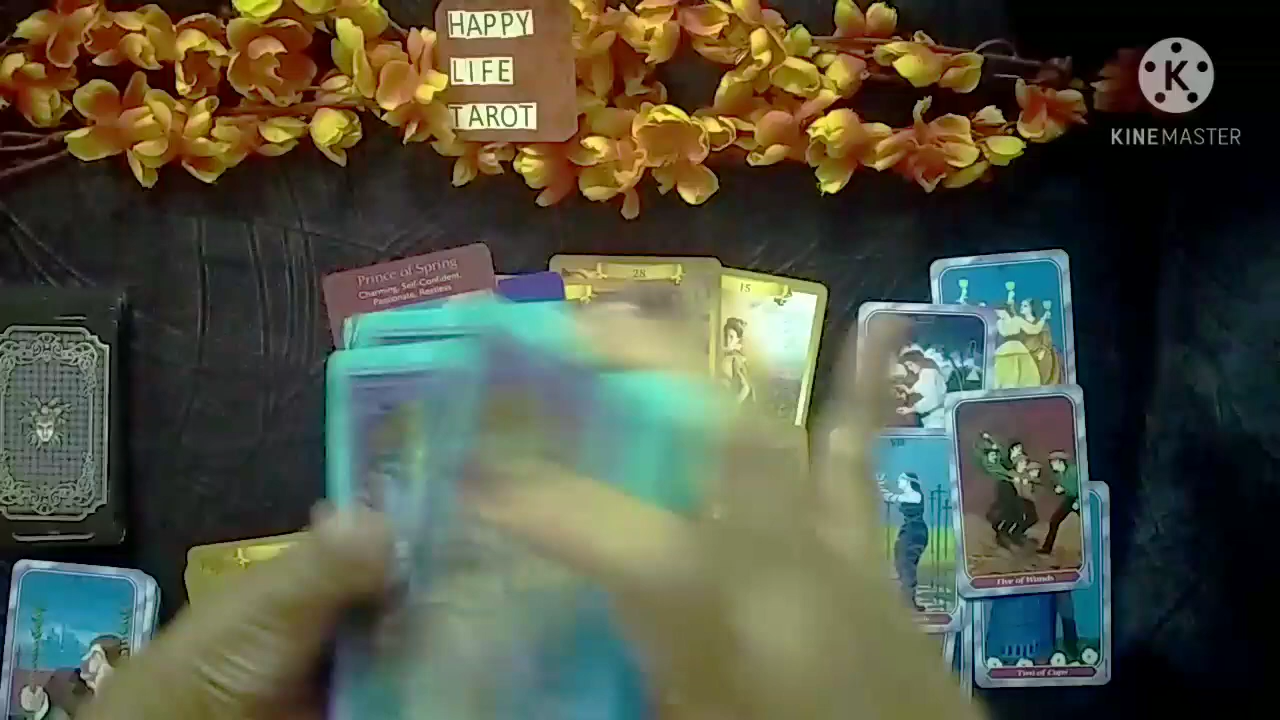 HAPPY
LIFE
TAROT
K
KINEMASTER
Prince of Spring
Charming, Self-Confident,
Passionate, Restless
28
15
VIII
Five of Wands
Two of Cups